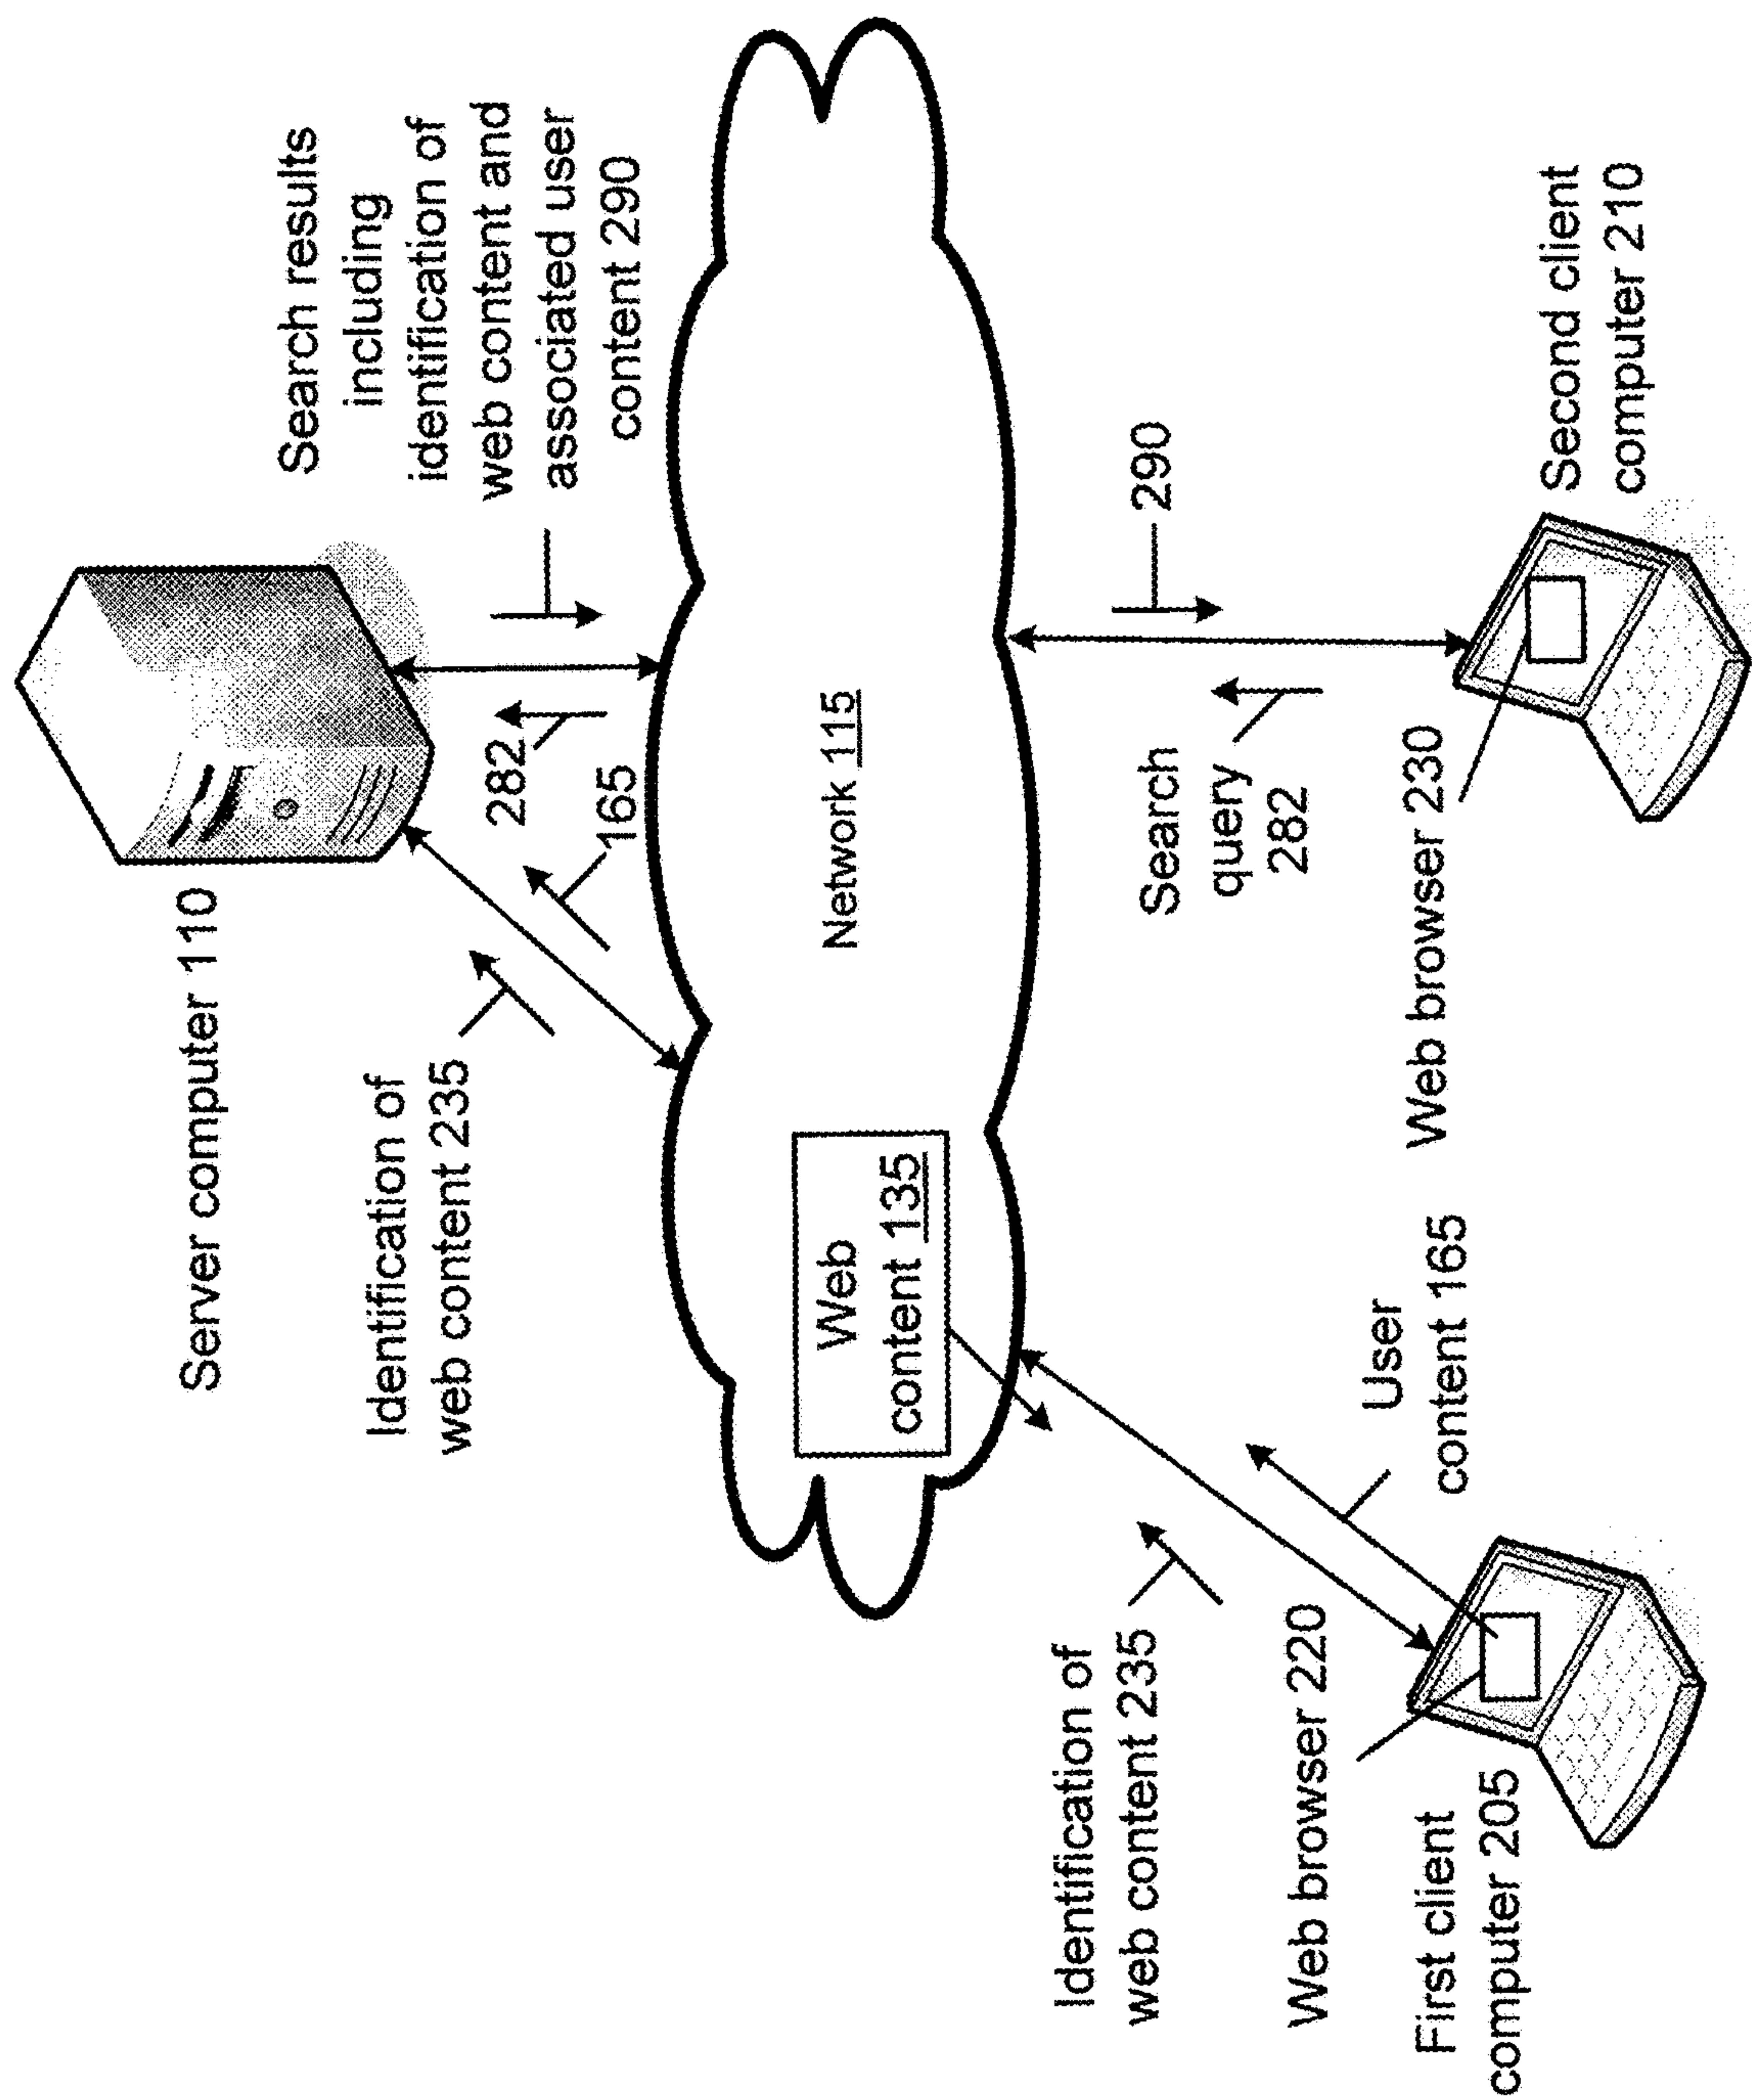 Server computer 110
Identification of
web content 235
282
165
Search results
including
identification of
web content and
associated user
content 290
Network 115
Web
content 135
Identification of
web content 235
Web browser 220
First client
computer 205
User
content 165
Search
query
282
290
Web browser 230
Second client
computer 210